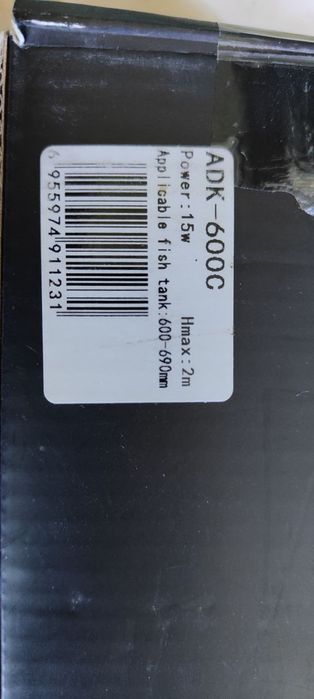 ADK-600C
Power:15w Hmax:2m
Applicable fish tank:600-690mm
6 955974 911231